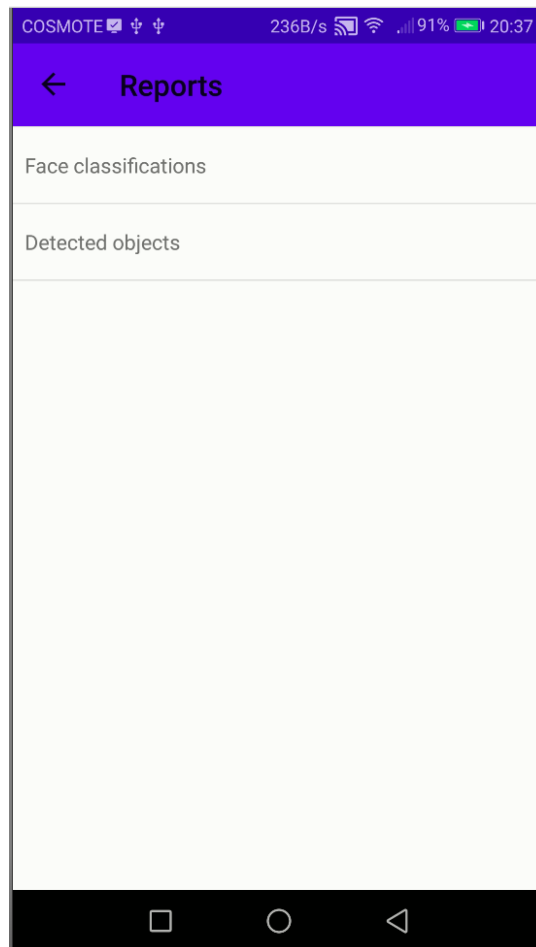 COSMOTE 236B/s 91% 20:37
Reports
Face classifications
Detected objects